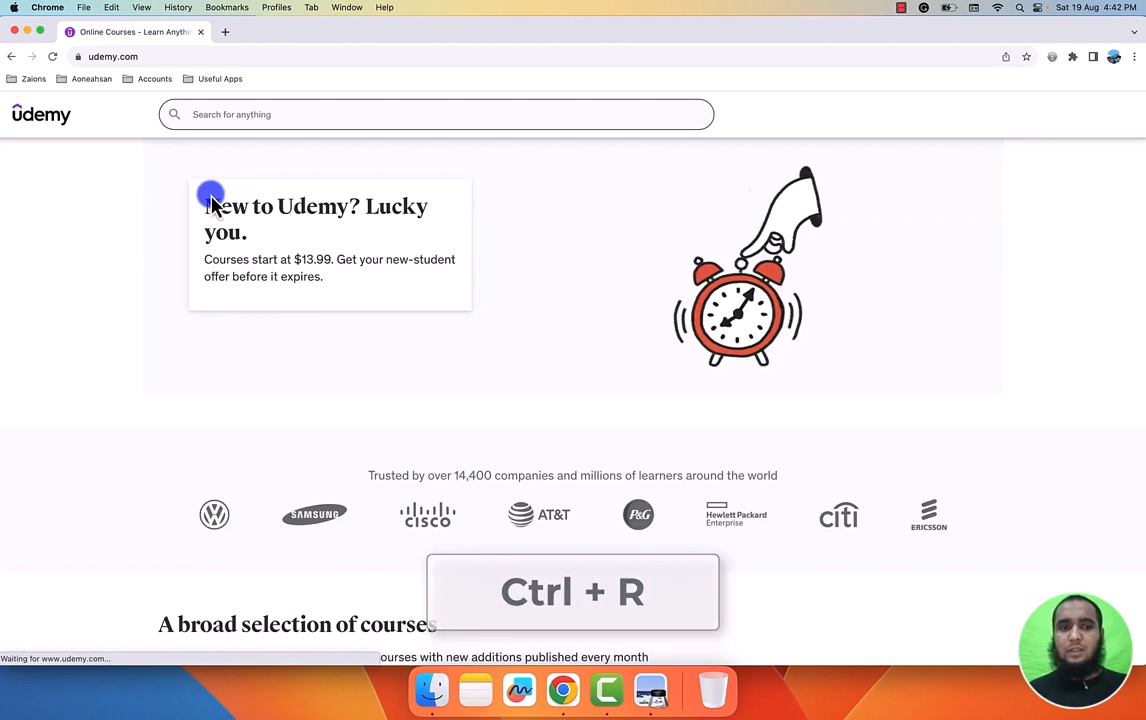 Chrome File Edit View History Bookmarks Profiles Tab Window Help Sat 19 Aug 4:42 PM
Online Courses - Learn Anythi
udemy.com
Zaions Aoneahsan Accounts Useful Apps
ûdemy Search for anything
New to Udemy? Lucky
you.
Courses start at $13.99. Get your new-student
offer before it expires.
Trusted by over 14,400 companies and millions of learners around the world
SAMSUNG CISCO AT&T P&G Hewlett Packard Enterprise citi ERICSSON
Ctrl + R
A broad selection of courses
ourses with new additions published every month
Waiting for www.udemy.com...